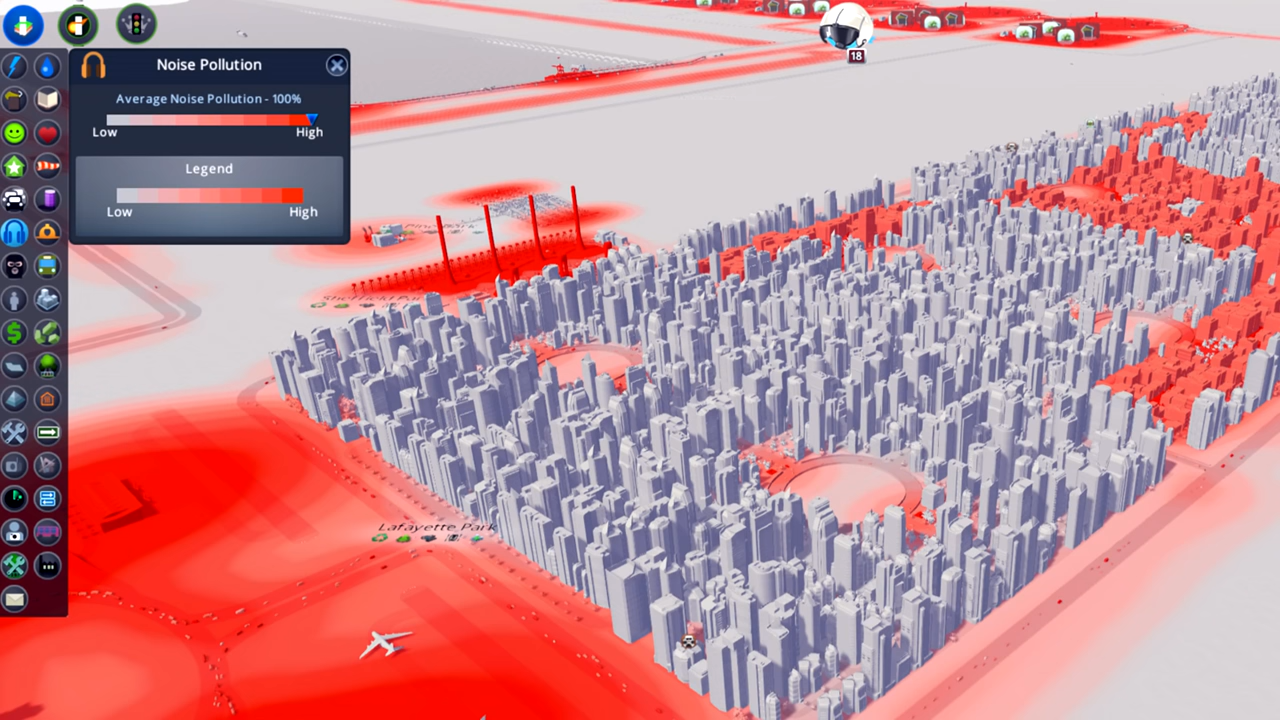 Noise Pollution
Average Noise Pollution - 100%
Low
High
Legend
Low
High
18
Lafayette Park